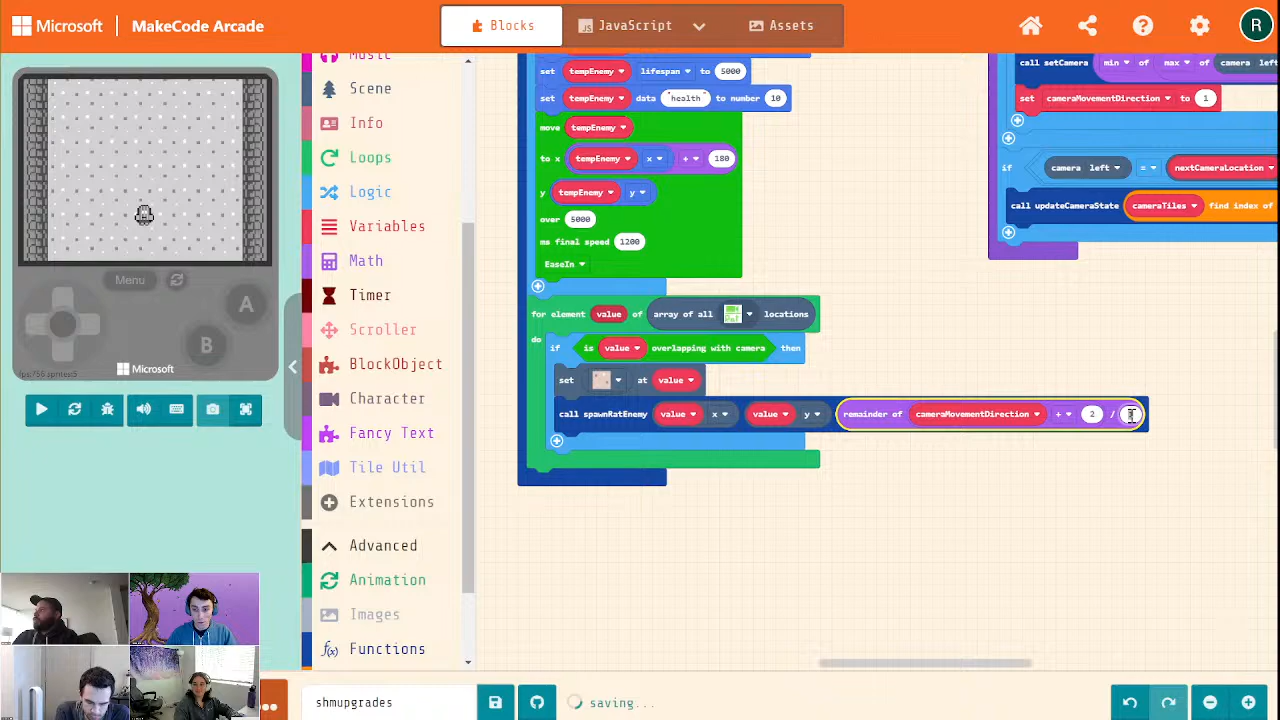 Microsoft
MakeCode Arcade
Blocks
JavaScript
Assets
R
Music
Scene
Info
Loops
Logic
Variables
Math
Timer
Scroller
BlockObject
Character
Fancy Text
Tile Util
Extensions
Advanced
Animation
Images
Functions
Menu
A
B
Microsoft
set tempEnemy lifespan to 5000
set tempEnemy data "health" to number 10
move tempEnemy
to x tempEnemy x + 180
y tempEnemy y
over 5000
ms final speed 1200
EaseIn
for element value of array of all locations
do
if is value overlapping with camera then
set at value
call spawnRatEnemy value x value y remainder of cameraMovementDirection + 2 /
call setCamera min of max of camera left
set cameraMovementDirection to 1
if camera left = nextCameraLocation
call updateCameraState cameraTiles find index of
shmupgrades
saving...